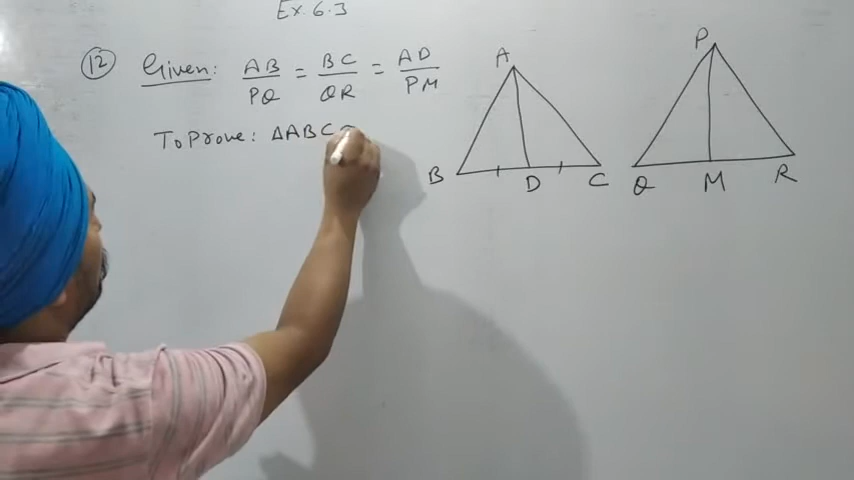 Ex. 6.3
(12) Given: AB/PQ = BC/QR = AD/PM
To Prove: ΔABC ~
A
B
D
C
P
Q
M
R